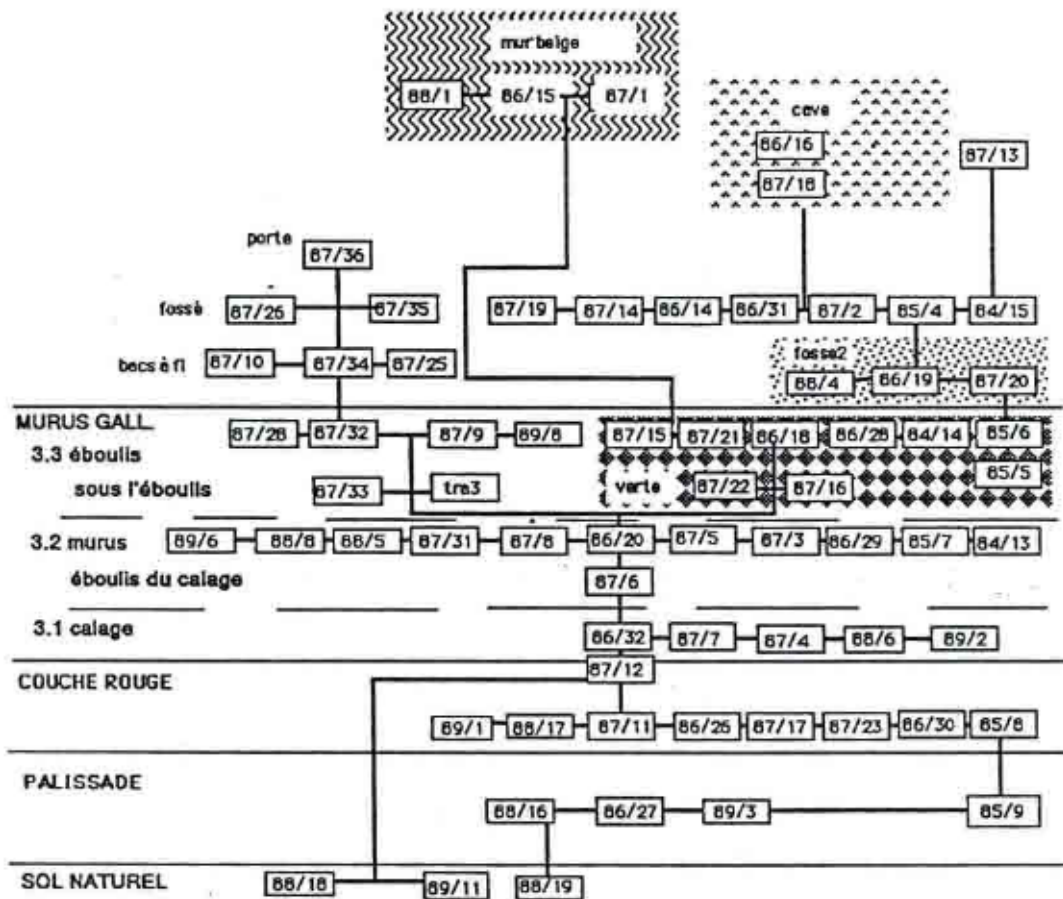 mur beige
88/1 86/15 87/1
cave
86/16
87/13
87/18
porte
87/36
fossé 87/26 87/35
87/19 87/14 86/14 86/31 87/2 85/4 84/15
fosse2
becs à fl 87/10 87/34 87/25
88/4 86/19 87/20
MURUS GALL.
87/28 87/32 87/9 89/8 87/15 87/21 86/18 86/28 84/14 85/6
3.3 éboulis
85/5
sous l'éboulis 87/33 tra3 verte 87/22 87/16
3.2 murus 89/6 88/8 88/5 87/31 87/8 86/20 87/5 87/3 86/29 85/7 84/13
éboulis du calage 87/6
3.1 calage 86/32 87/7 87/4 88/6 89/2
87/12
COUCHE ROUGE
89/1 88/17 87/11 86/26 87/17 87/23 86/30 85/8
PALISSADE
88/16 86/27 89/3 85/9
SOL NATUREL 88/18 89/11 88/19